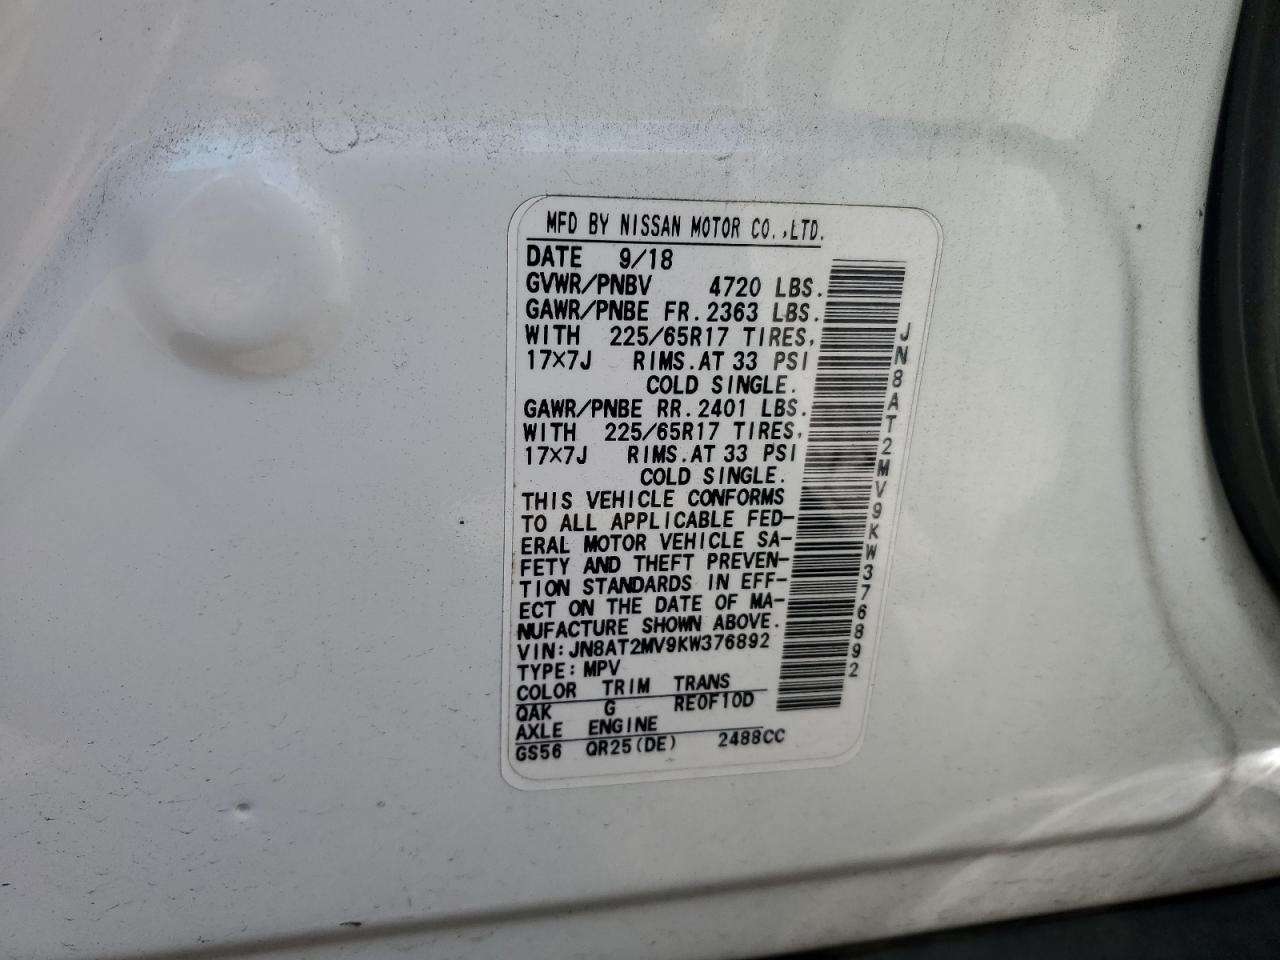 MFD BY NISSAN MOTOR CO.,LTD.
DATE 9/18
GVWR/PNBV 4720 LBS.
GAWR/PNBE FR.2363 LBS.
WITH 225/65R17 TIRES,
17×7J RIMS.AT 33 PSI
COLD SINGLE.
GAWR/PNBE RR.2401 LBS.
WITH 225/65R17 TIRES,
17×7J RIMS.AT 33 PSI
COLD SINGLE.
THIS VEHICLE CONFORMS
TO ALL APPLICABLE FED-
ERAL MOTOR VEHICLE SA-
FETY AND THEFT PREVEN-
TION STANDARDS IN EFF-
ECT ON THE DATE OF MA-
NUFACTURE SHOWN ABOVE.
VIN:JN8AT2MV9KW376892
TYPE:MPV
COLOR TRIM TRANS
QAK G RE0F10D
AXLE ENGINE
GS56 QR25(DE) 2488CC
JN8AT2MV9KW376892